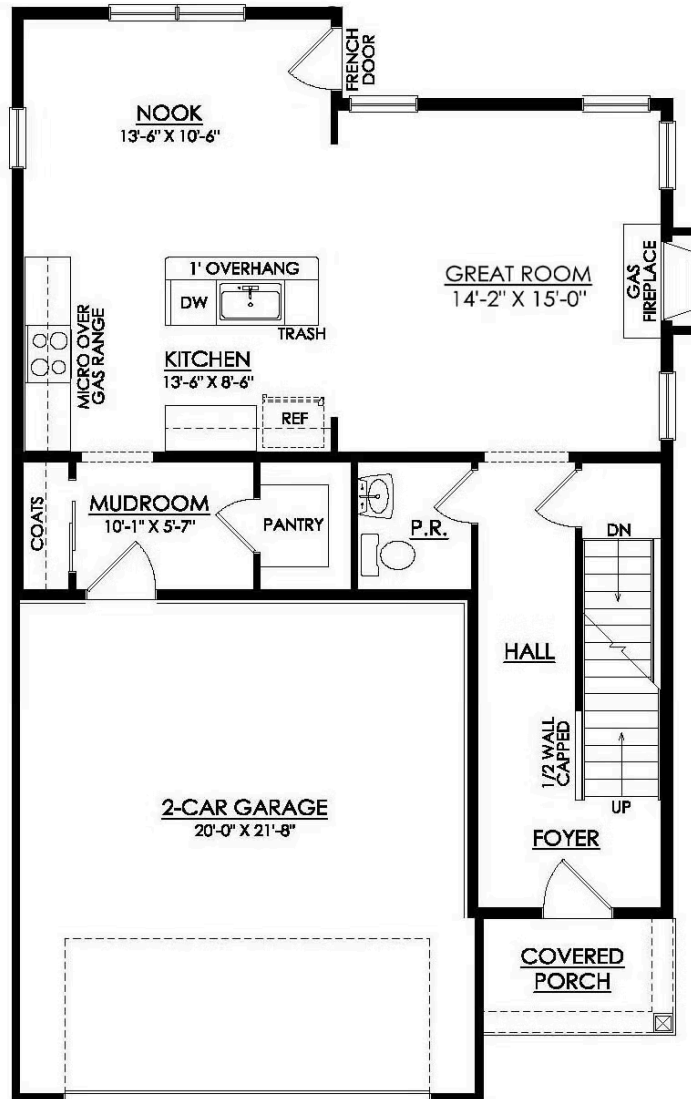 FRENCH
DOOR
NOOK
13'-6" X 10'-6"
1' OVERHANG
DW
TRASH
GREAT ROOM
14'-2" X 15'-0"
GAS
FIREPLACE
MICRO OVER
GAS RANGE
KITCHEN
13'-6" X 8'-6"
REF
COATS
MUDROOM
10'-1" X 5'-7"
PANTRY
P.R.
DN
HALL
1/2 WALL
CAPPED
UP
2-CAR GARAGE
20'-0" X 21'-8"
FOYER
COVERED
PORCH